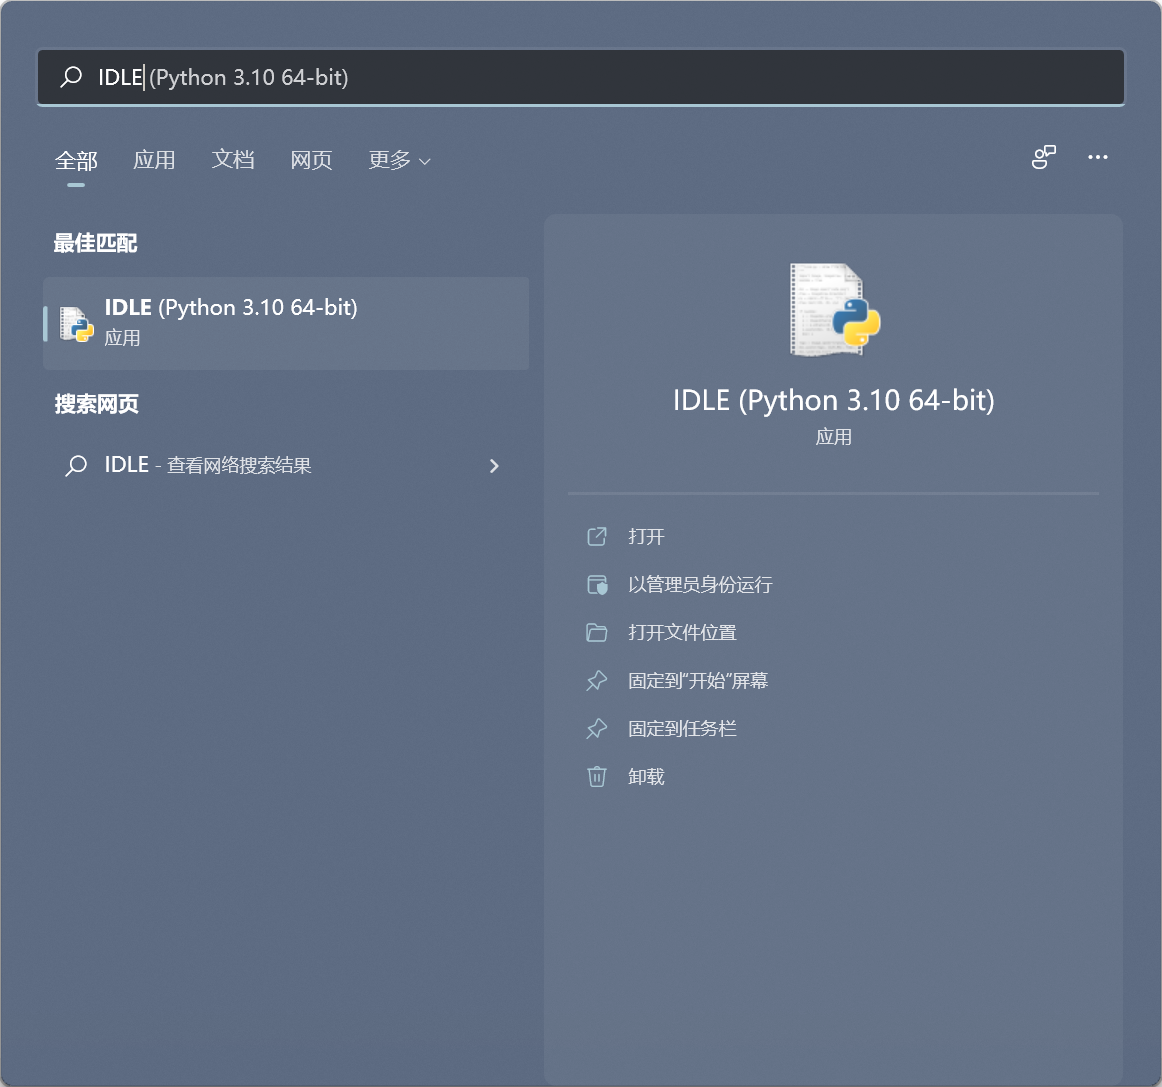 IDLE (Python 3.10 64-bit)
全部 应用 文档 网页 更多
最佳匹配
IDLE (Python 3.10 64-bit)
应用
搜索网页
IDLE - 查看网络搜索结果
IDLE (Python 3.10 64-bit)
应用
打开
以管理员身份运行
打开文件位置
固定到“开始”屏幕
固定到任务栏
卸载